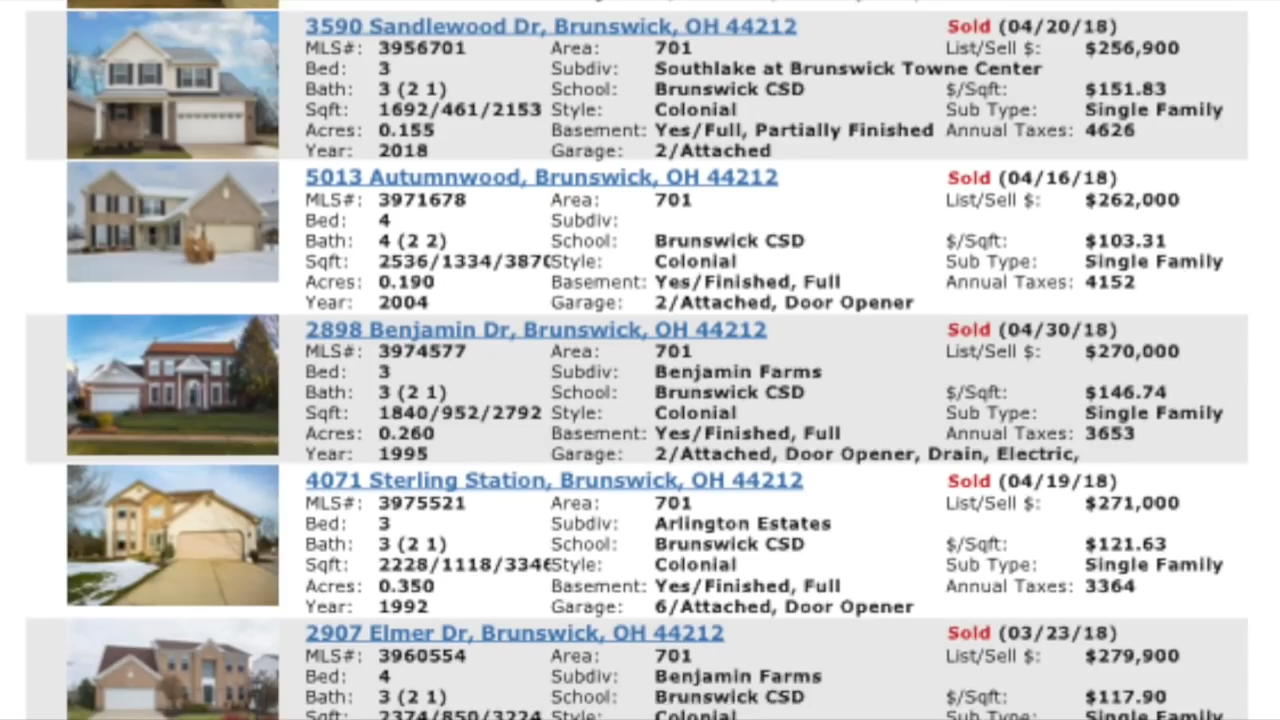 3590 Sandlewood Dr, Brunswick, OH 44212 Sold (04/20/18)
MLS#: 3956701 Area: 701 List/Sell $: $256,900
Bed: 3 Subdiv: Southlake at Brunswick Towne Center
Bath: 3 (2 1) School: Brunswick CSD $/Sqft: $151.83
Sqft: 1692/461/2153 Style: Colonial Sub Type: Single Family
Acres: 0.155 Basement: Yes/Full, Partially Finished Annual Taxes: 4626
Year: 2018 Garage: 2/Attached
5013 Autumnwood, Brunswick, OH 44212 Sold (04/16/18)
MLS#: 3971678 Area: 701 List/Sell $: $262,000
Bed: 4 Subdiv:
Bath: 4 (2 2) School: Brunswick CSD $/Sqft: $103.31
Sqft: 2536/1334/3870 Style: Colonial Sub Type: Single Family
Acres: 0.190 Basement: Yes/Finished, Full Annual Taxes: 4152
Year: 2004 Garage: 2/Attached, Door Opener
2898 Benjamin Dr, Brunswick, OH 44212 Sold (04/30/18)
MLS#: 3974577 Area: 701 List/Sell $: $270,000
Bed: 3 Subdiv: Benjamin Farms
Bath: 3 (2 1) School: Brunswick CSD $/Sqft: $146.74
Sqft: 1840/952/2792 Style: Colonial Sub Type: Single Family
Acres: 0.260 Basement: Yes/Finished, Full Annual Taxes: 3653
Year: 1995 Garage: 2/Attached, Door Opener, Drain, Electric,
4071 Sterling Station, Brunswick, OH 44212 Sold (04/19/18)
MLS#: 3975521 Area: 701 List/Sell $: $271,000
Bed: 3 Subdiv: Arlington Estates
Bath: 3 (2 1) School: Brunswick CSD $/Sqft: $121.63
Sqft: 2228/1118/3346 Style: Colonial Sub Type: Single Family
Acres: 0.350 Basement: Yes/Finished, Full Annual Taxes: 3364
Year: 1992 Garage: 6/Attached, Door Opener
2907 Elmer Dr, Brunswick, OH 44212 Sold (03/23/18)
MLS#: 3960554 Area: 701 List/Sell $: $279,900
Bed: 4 Subdiv: Benjamin Farms
Bath: 3 (2 1) School: Brunswick CSD $/Sqft: $117.90
Sqft: 2374/850/3224 Style: Colonial Sub Type: Single Family